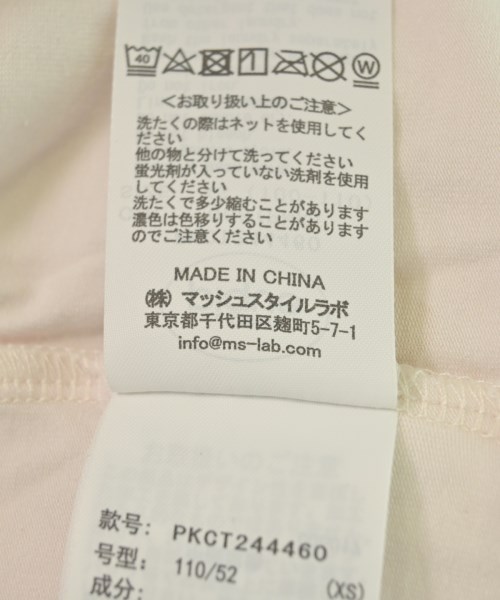 40
W
<お取り扱い上のご注意>
洗たくの際はネットを使用してく
ださい
他の物と分けて洗ってください
蛍光剤が入っていない洗剤を使用
してください
洗たくで多少縮むことがあります
濃色は色移りすることがあります
のでご注意ください
MADE IN CHINA
(株) マッシュスタイルラボ
東京都千代田区麹町5-7-1
info@ms-lab.com
款号: PKCT244460
号型: 110/52 (XS)
成分: